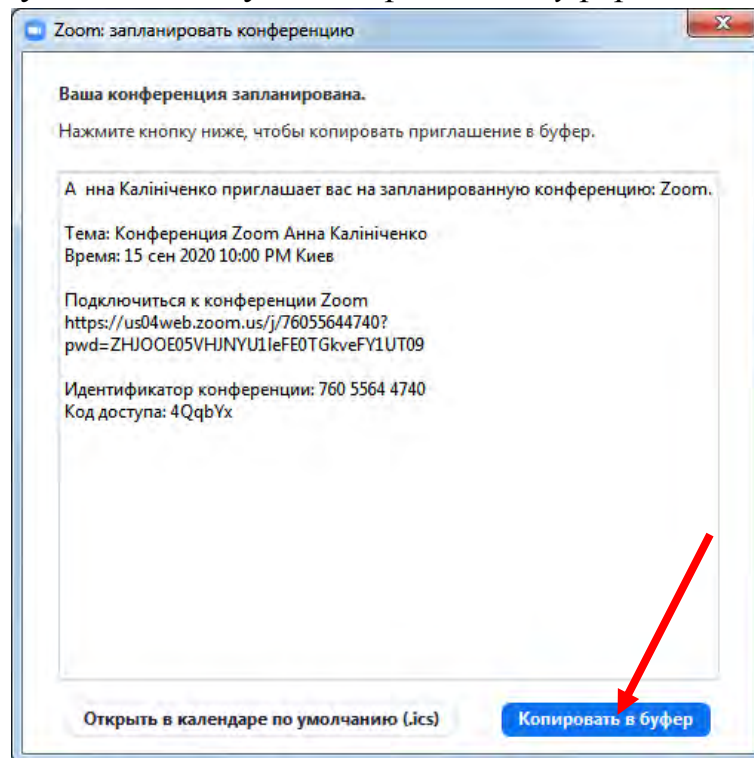 Zoom: запланировать конференцию
Ваша конференция запланирована.
Нажмите кнопку ниже, чтобы копировать приглашение в буфер.
А  нна Калініченко приглашает вас на запланированную конференцию: Zoom.
Тема: Конференция Zoom Анна Калініченко
Время: 15 сен 2020 10:00 PM Киев
Подключиться к конференции Zoom
https://us04web.zoom.us/j/76055644740?
pwd=ZHJOOE05VHJNYU1IeFE0TGkveFY1UT09
Идентификатор конференции: 760 5564 4740
Код доступа: 4QqbYx
Открыть в календаре по умолчанию (.ics)
Копировать в буфер